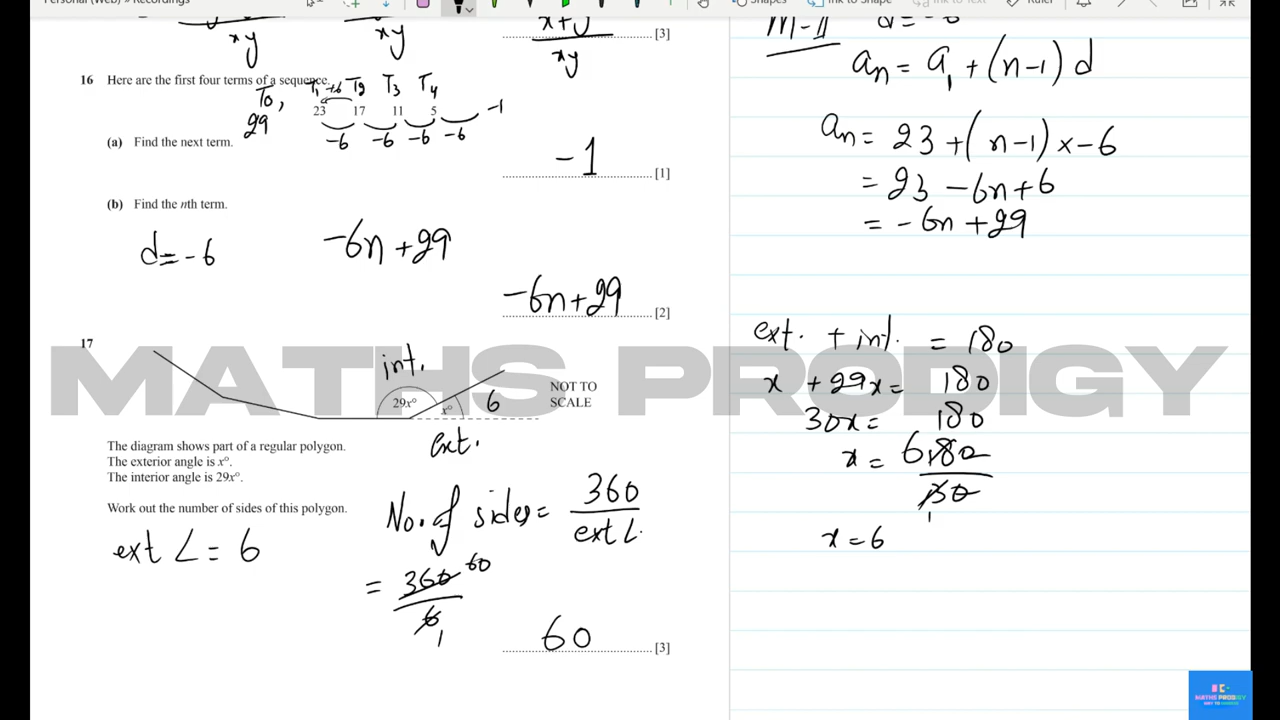 Personal (Web) » Recordings
Shapes
Ink to Shape
Ink to Text
Ruler
xy xy x+y
xy
[3]
16 Here are the first four terms of a sequence.
T0, T1 +6 T2 T3 T4
29 23 17 11 5 -1
-6 -6 -6 -6
(a) Find the next term.
-1
[1]
(b) Find the nth term.
d = -6 -6n + 29
-6n + 29
[2]
17
int.
29x° x° 6
ext.
NOT TO
SCALE
The diagram shows part of a regular polygon.
The exterior angle is x°.
The interior angle is 29x°.
Work out the number of sides of this polygon.
ext ∠ = 6
No. of sides = 360
ext ∠.
= 360 60
6
1
60
[3]
M-II d = -6
an = a1 + (n-1) d
an = 23 + (n-1) x -6
= 23 - 6n + 6
= -6n + 29
ext. + int. = 180
x + 29x = 180
30x = 180
x = 6 180
30
1
x = 6
MATHS PRODIGY
MATHS PRODIGY